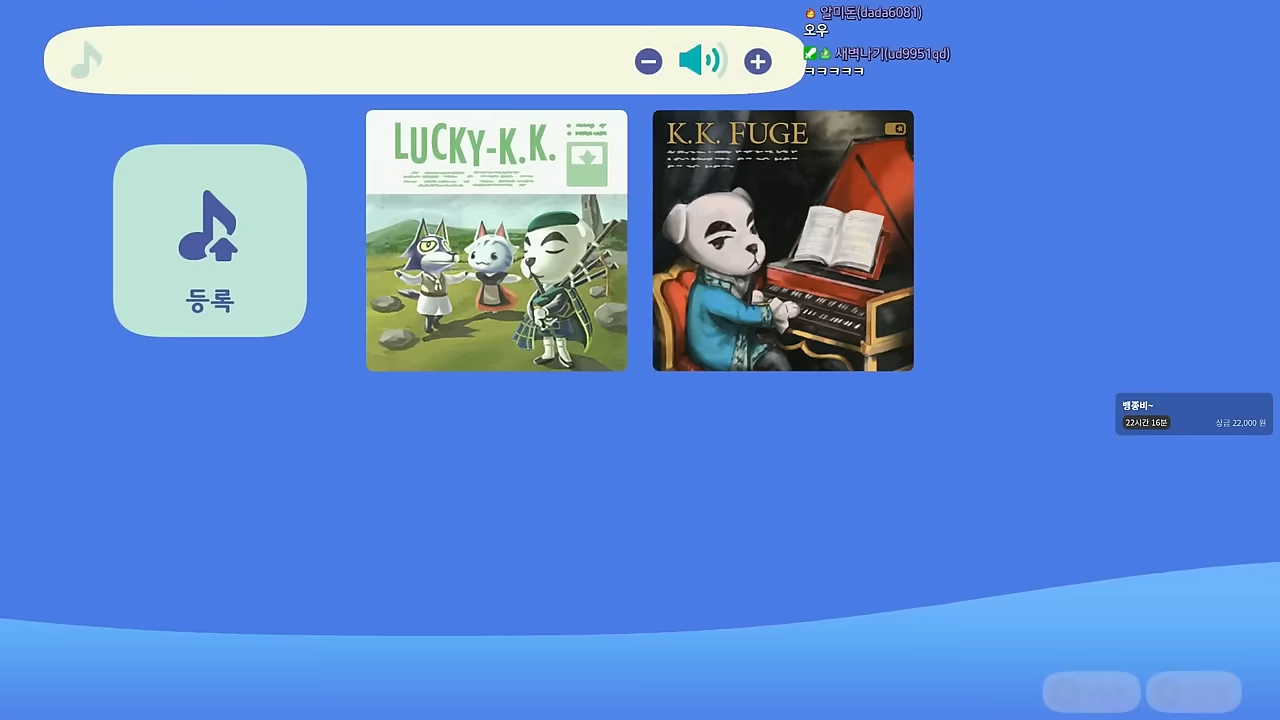 알미돈(dada6081)
오우
새벽나기(ud9951qd)
ㅋㅋㅋㅋㅋ
LUCKY-K.K.
K.K. FUGE
등록
뱅종비~
22시간 16분
상금 22,000 원